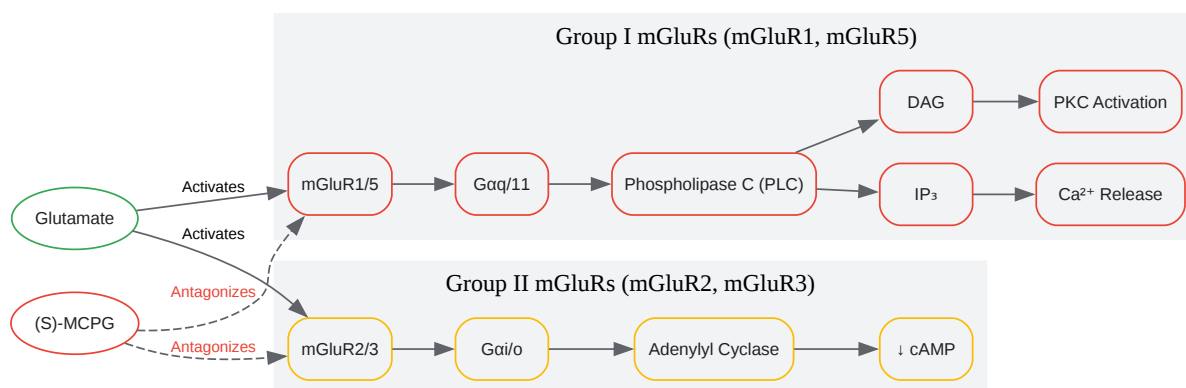 Group I mGluRs (mGluR1, mGluR5)
DAG
PKC Activation
mGluR1/5
Gαq/11
Phospholipase C (PLC)
IP₃
Ca²⁺ Release
Glutamate
Activates
Activates
(S)-MCPG
Antagonizes
Antagonizes
Group II mGluRs (mGluR2, mGluR3)
mGluR2/3
Gαi/o
Adenylyl Cyclase
↓ cAMP